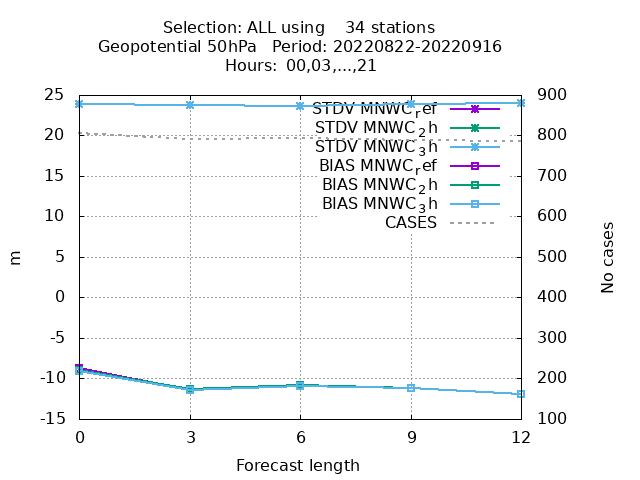 Selection: ALL using 34 stations
Geopotential 50hPa Period: 20220822-20220916
Hours: 00,03,...,21
25
20
15
10
5
0
-5
-10
-15
m
900
800
700
600
500
400
300
200
100
No cases
STDV MNWC_ref
STDV MNWC_2h
STDV MNWC_3h
BIAS MNWC_ref
BIAS MNWC_2h
BIAS MNWC_3h
CASES
0 3 6 9 12
Forecast length